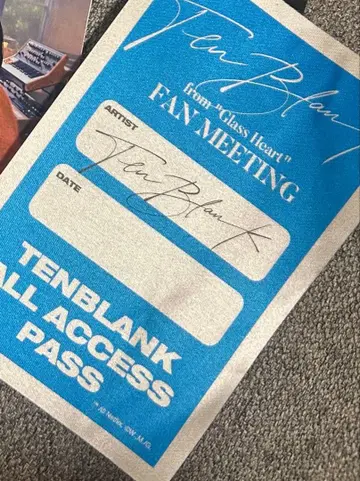 Ten Blank
from "Glass Heart"
FAN MEETING
ARTIST
Ten Blank
DATE
TENBLANK
ALL ACCESS
PASS